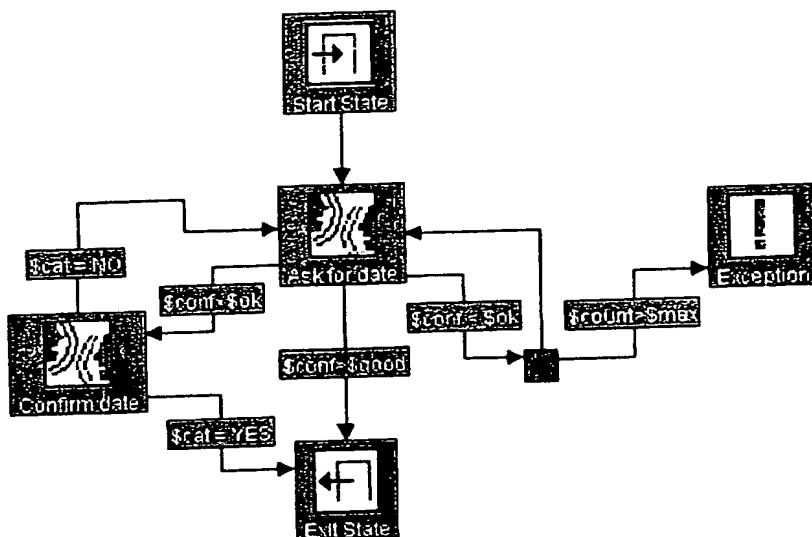 Start State
Ask for date
Exception
$cat = NO
$conf>$ok
$count>$max
$conf>$good
Confirm date
$cat = YES
Exit State